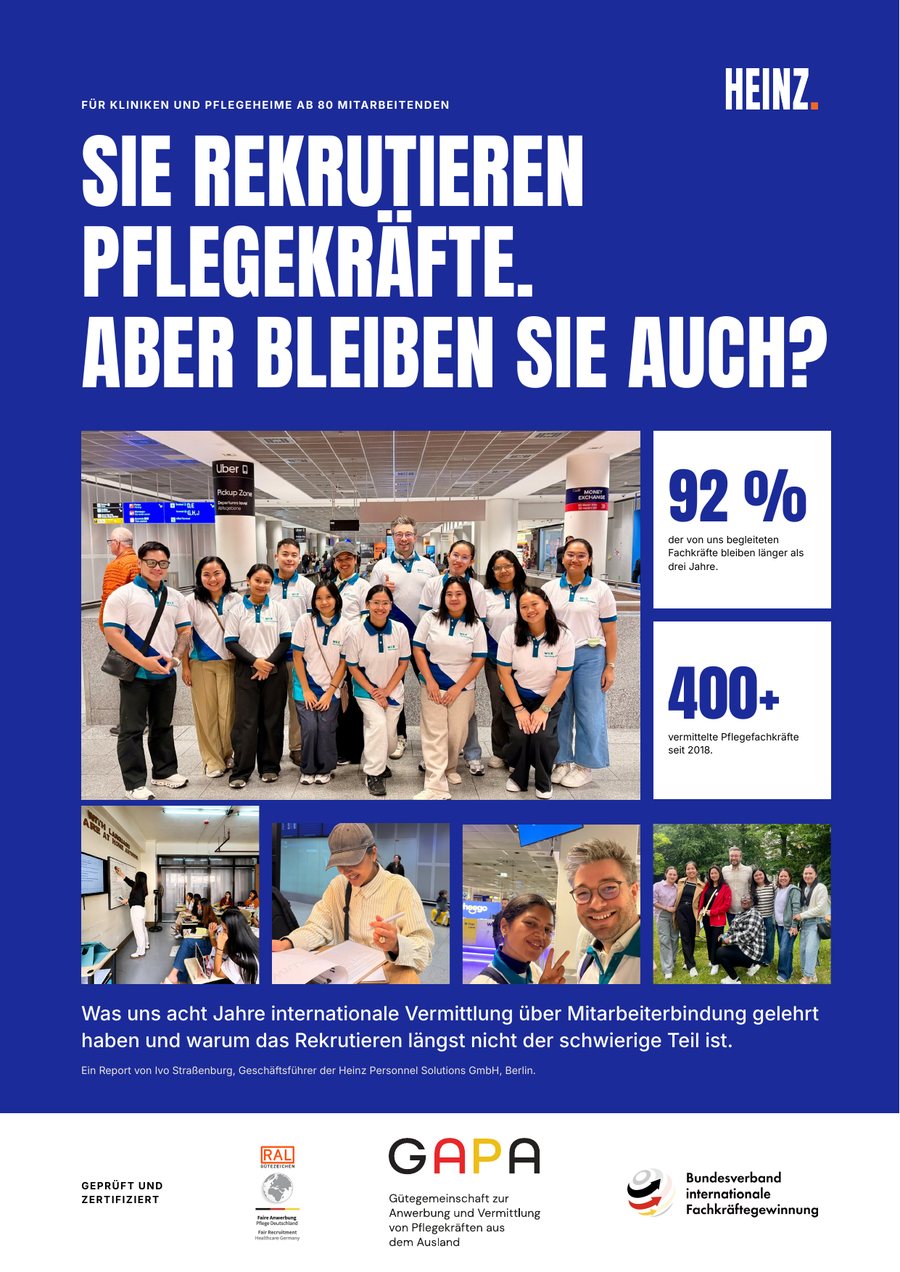 HEINZ.
FÜR KLINIKEN UND PFLEGEHEIME AB 80 MITARBEITENDEN
SIE REKRUTIEREN
PFLEGEKRÄFTE.
ABER BLEIBEN SIE AUCH?
Uber
Pickup Zone
Departures level
Abflugebene
MONEY
EXCHANGE
92 %
der von uns begleiteten
Fachkräfte bleiben länger als
drei Jahre.
400+
vermittelte Pflegefachkräfte
seit 2018.
Was uns acht Jahre internationale Vermittlung über Mitarbeiterbindung gelehrt
haben und warum das Rekrutieren längst nicht der schwierige Teil ist.
Ein Report von Ivo Straßenburg, Geschäftsführer der Heinz Personnel Solutions GmbH, Berlin.
GEPRÜFT UND
ZERTIFIZIERT
RAL
GÜTEZEICHEN
Faire Anwerbung
Pflege Deutschland
Fair Recruitment
Healthcare Germany
GAPA
Gütegemeinschaft zur
Anwerbung und Vermittlung
von Pflegekräften aus
dem Ausland
Bundesverband
internationale
Fachkräftegewinnung